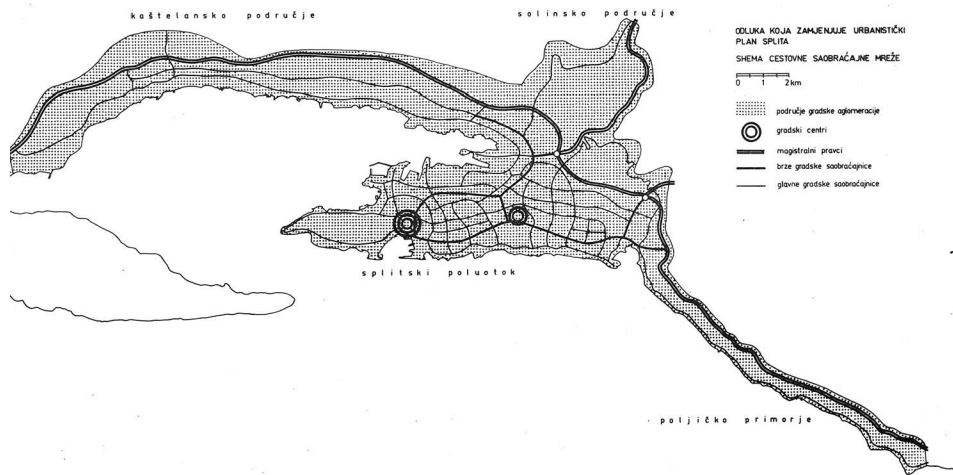 kaštelansko područje
solinsko područje
ODLUKA KOJA ZAMJENJUJE URBANISTIČKI
PLAN SPLITA
SHEMA CESTOVNE SAOBRAĆAJNE MREŽE
0 1 2 km
područje gradske aglomeracije
gradski centri
magistralni pravci
brze gradske saobraćajnice
glavne gradske saobraćajnice
splitski poluotok
poljičko primorje